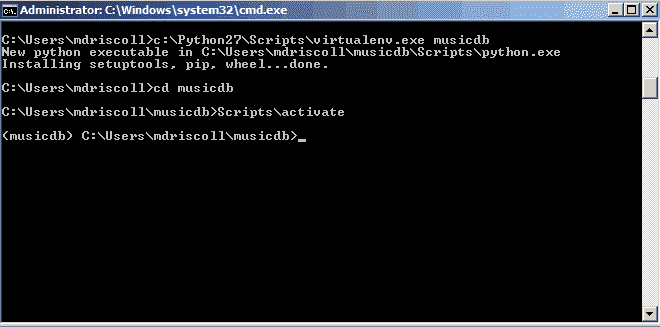 Administrator: C:\Windows\system32\cmd.exe
C:\Users\mdriscoll>c:\Python27\Scripts\virtualenv.exe musicdb
New python executable in C:\Users\mdriscoll\musicdb\Scripts\python.exe
Installing setuptools, pip, wheel...done.
C:\Users\mdriscoll>cd musicdb
C:\Users\mdriscoll\musicdb>Scripts\activate
(musicdb) C:\Users\mdriscoll\musicdb>_